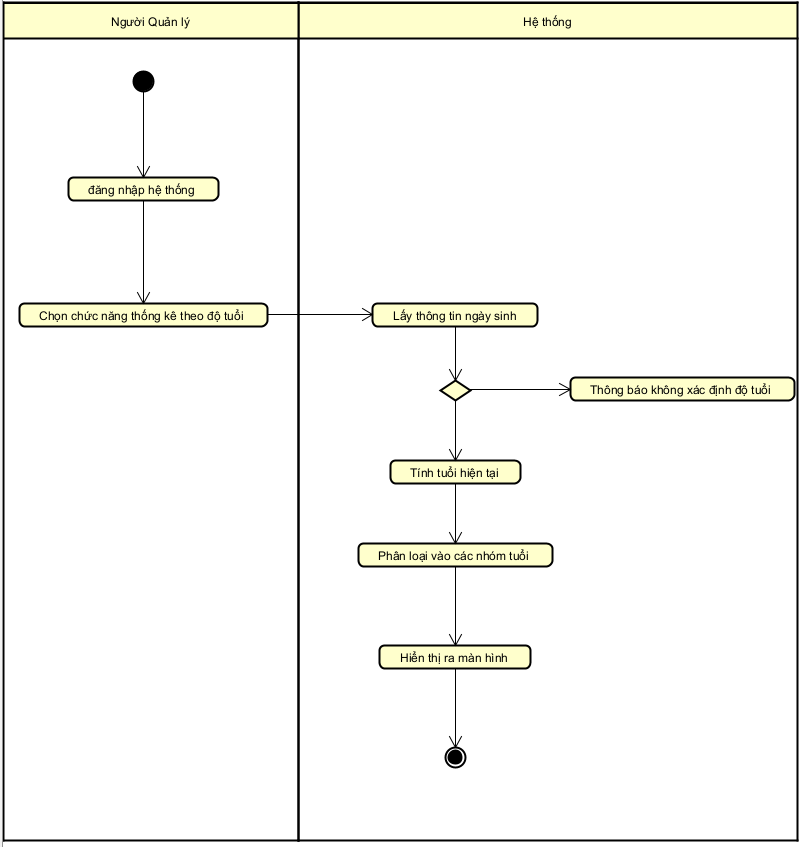 Người Quản lý
Hệ thống
đăng nhập hệ thống
Chọn chức năng thống kê theo độ tuổi
Lấy thông tin ngày sinh
Thông báo không xác định độ tuổi
Tính tuổi hiện tại
Phân loại vào các nhóm tuổi
Hiển thị ra màn hình